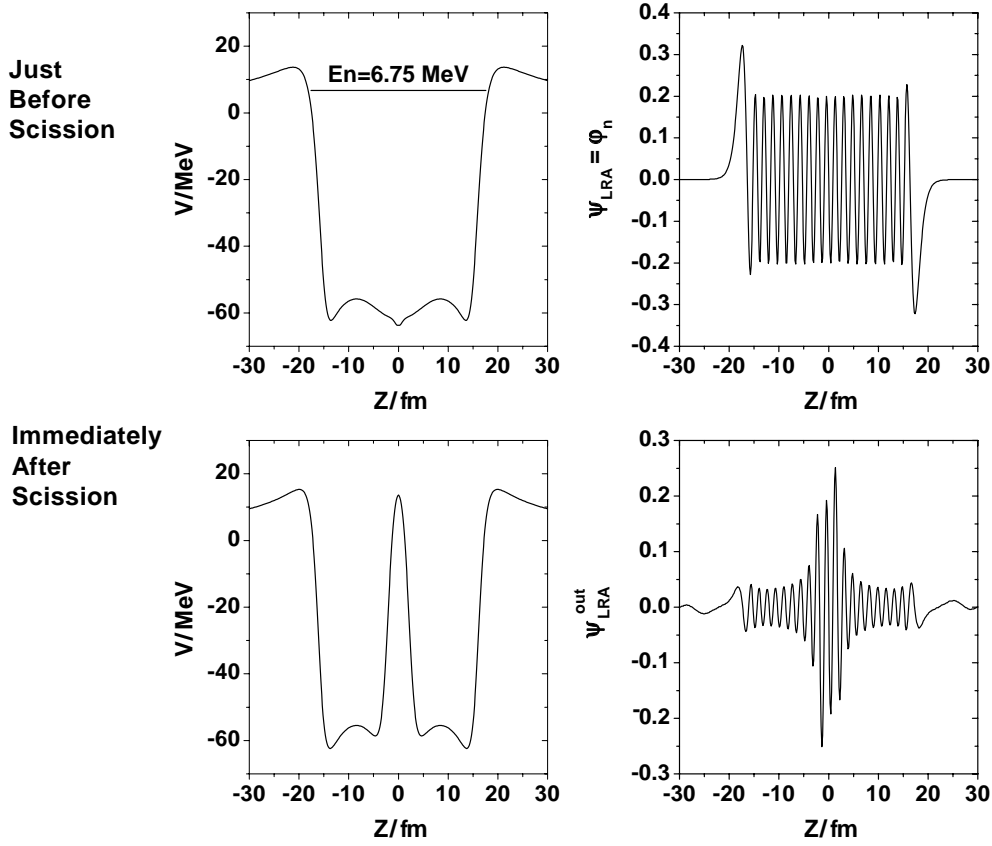 Just
Before
Scission
V/MeV
20
0
-20
-40
-60
En=6.75 MeV
-30 -20 -10 0 10 20 30
Z/fm
ψLRA = φn
0.4
0.3
0.2
0.1
0.0
-0.1
-0.2
-0.3
-0.4
-30 -20 -10 0 10 20 30
Z/fm
Immediately
After
Scission
V/MeV
20
0
-20
-40
-60
-30 -20 -10 0 10 20 30
Z/fm
ψLRA^out
0.3
0.2
0.1
0.0
-0.1
-0.2
-0.3
-30 -20 -10 0 10 20 30
Z/fm